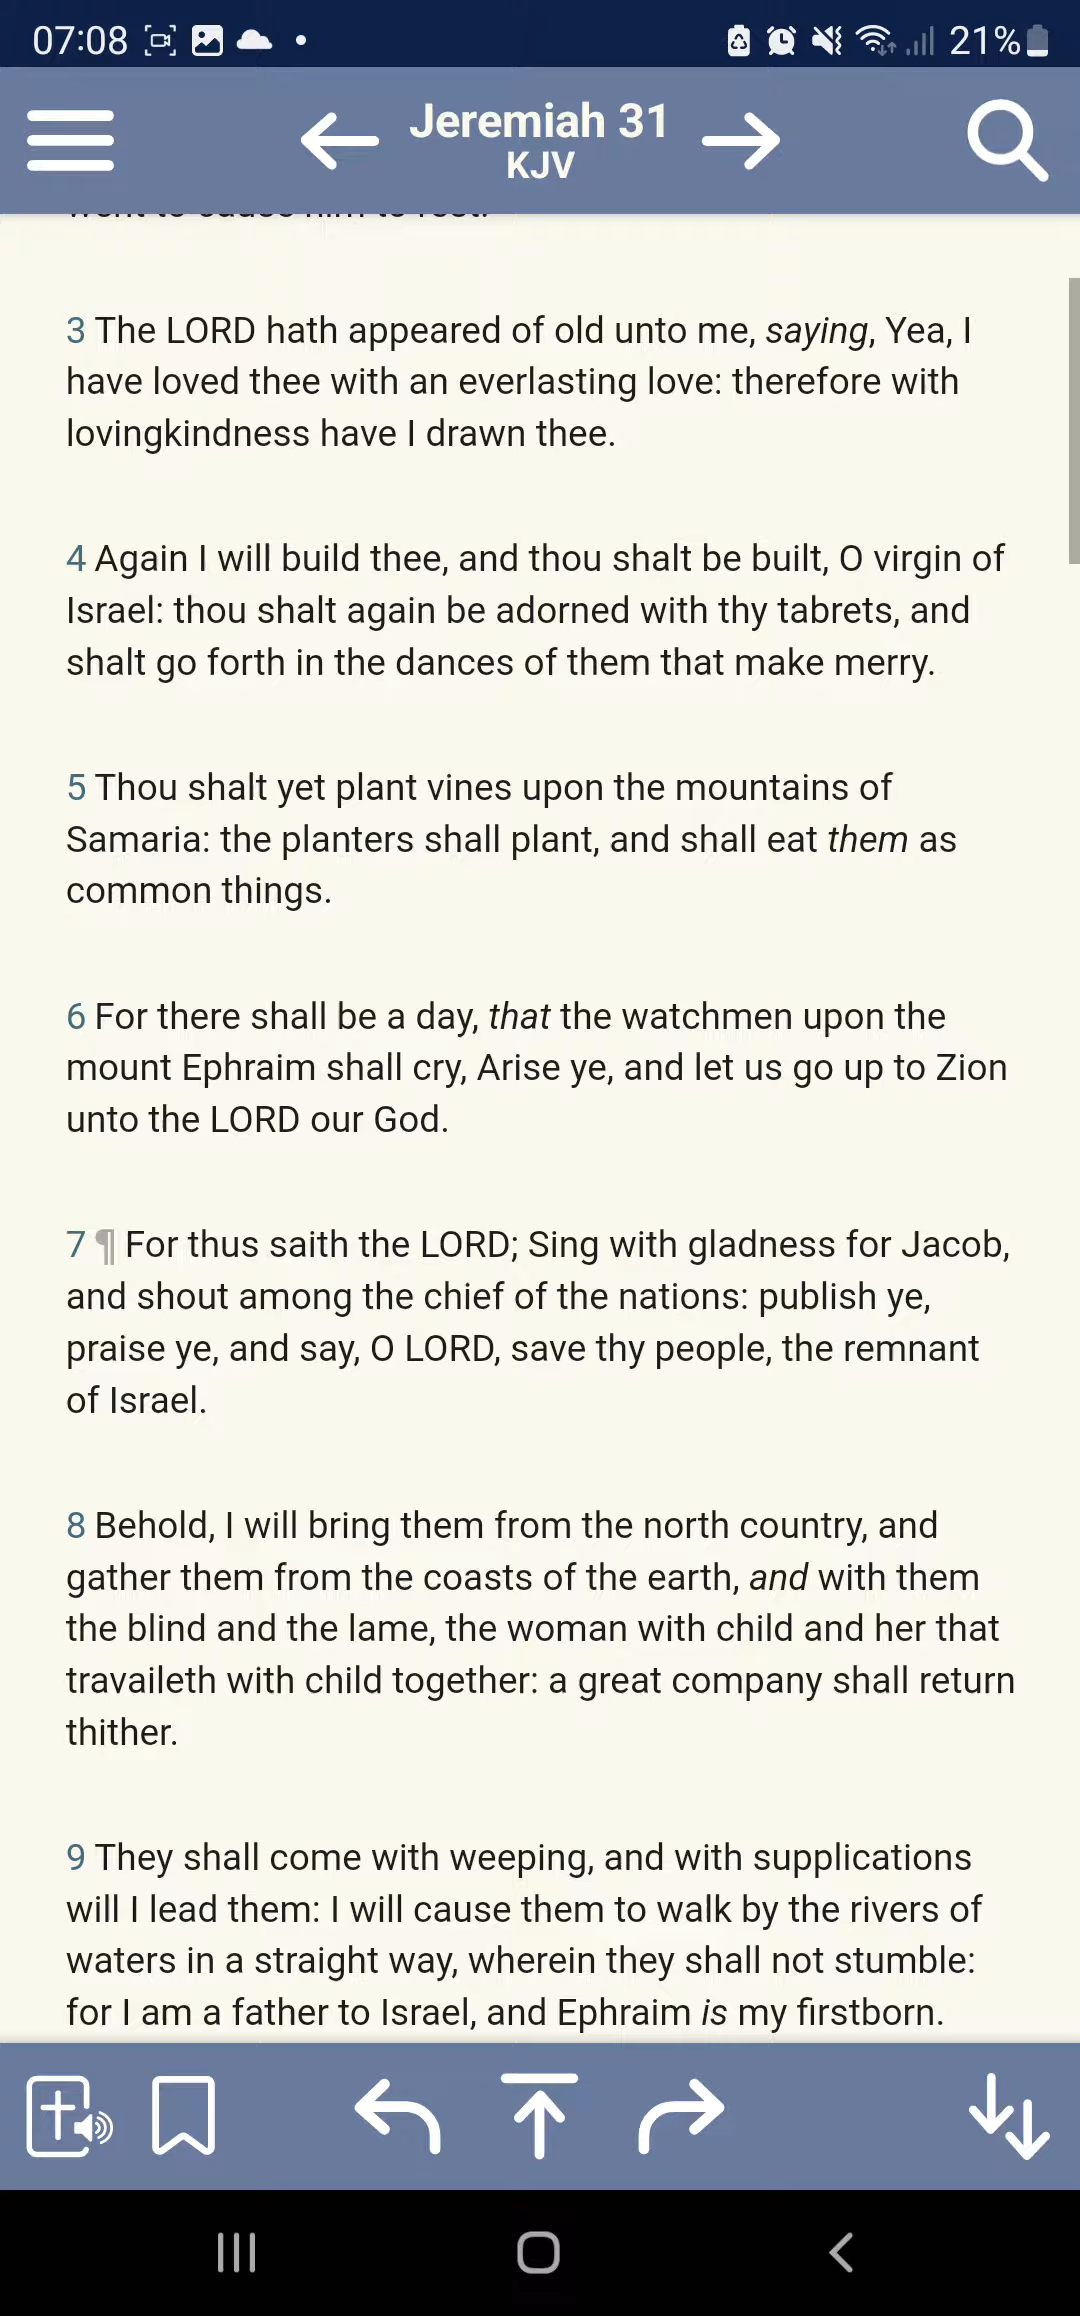 07:08
21%
Jeremiah 31
KJV
3 The LORD hath appeared of old unto me, saying, Yea, I
have loved thee with an everlasting love: therefore with
lovingkindness have I drawn thee.
4 Again I will build thee, and thou shalt be built, O virgin of
Israel: thou shalt again be adorned with thy tabrets, and
shalt go forth in the dances of them that make merry.
5 Thou shalt yet plant vines upon the mountains of
Samaria: the planters shall plant, and shall eat them as
common things.
6 For there shall be a day, that the watchmen upon the
mount Ephraim shall cry, Arise ye, and let us go up to Zion
unto the LORD our God.
7 ¶ For thus saith the LORD; Sing with gladness for Jacob,
and shout among the chief of the nations: publish ye,
praise ye, and say, O LORD, save thy people, the remnant
of Israel.
8 Behold, I will bring them from the north country, and
gather them from the coasts of the earth, and with them
the blind and the lame, the woman with child and her that
travaileth with child together: a great company shall return
thither.
9 They shall come with weeping, and with supplications
will I lead them: I will cause them to walk by the rivers of
waters in a straight way, wherein they shall not stumble:
for I am a father to Israel, and Ephraim is my firstborn.